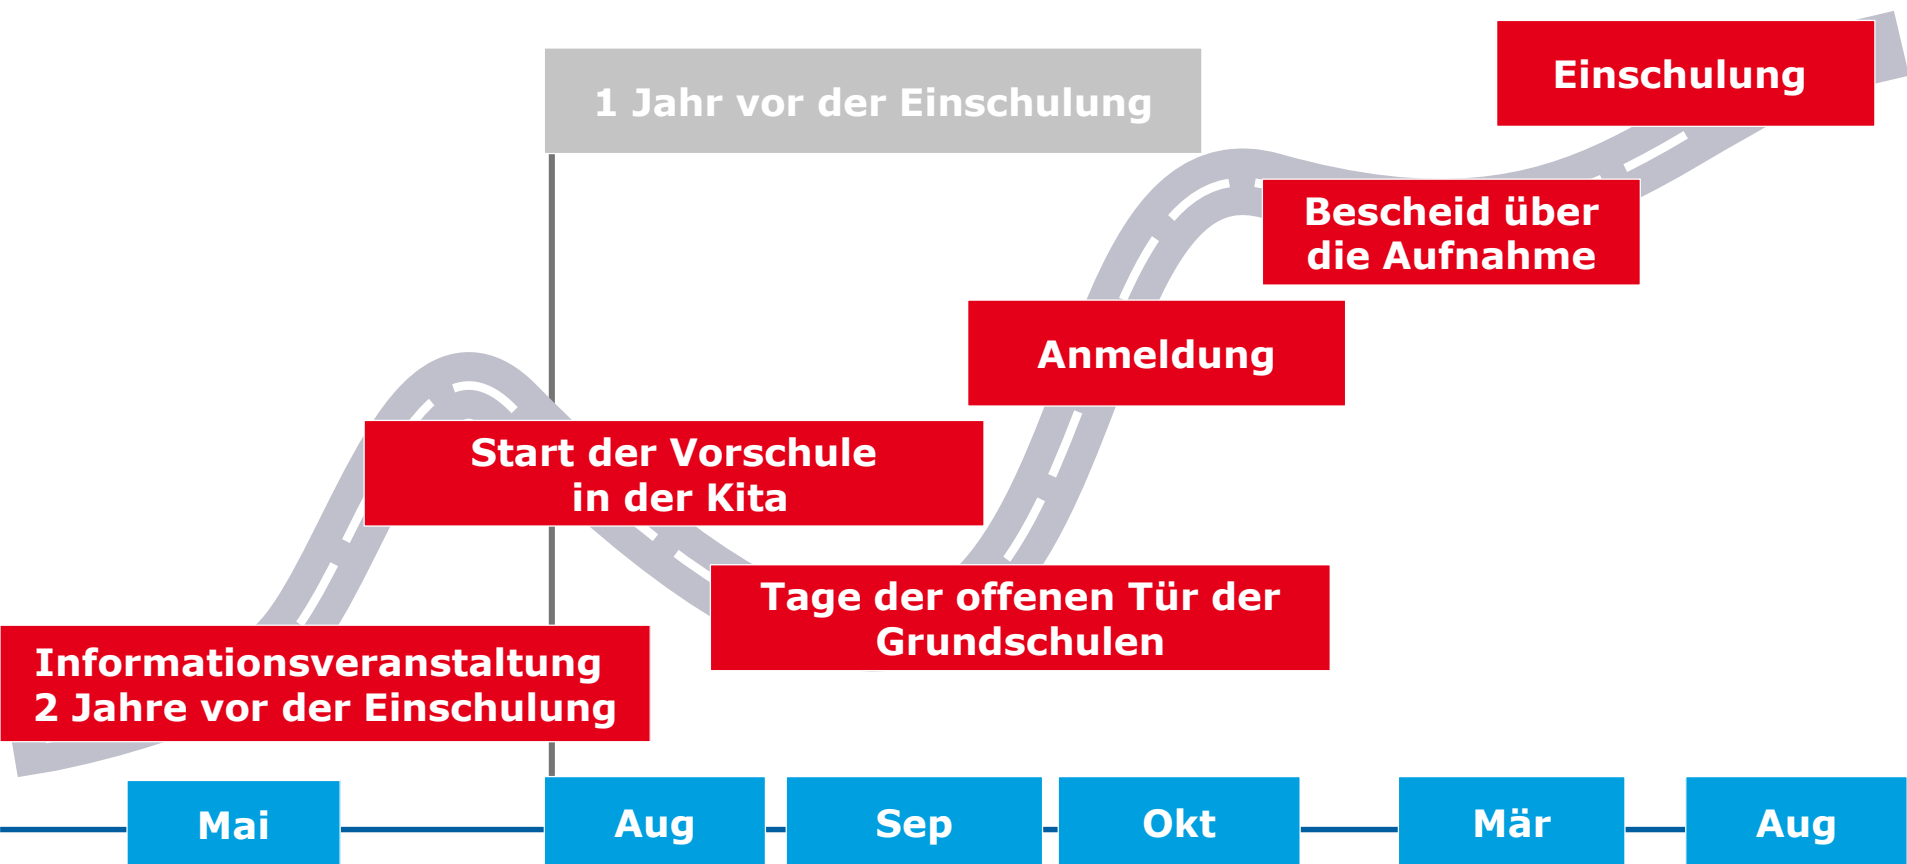 Einschulung
1 Jahr vor der Einschulung
Bescheid über
die Aufnahme
Anmeldung
Start der Vorschule
in der Kita
Tage der offenen Tür der
Grundschulen
Informationsveranstaltung
2 Jahre vor der Einschulung
Mai
Aug
Sep
Okt
Mär
Aug